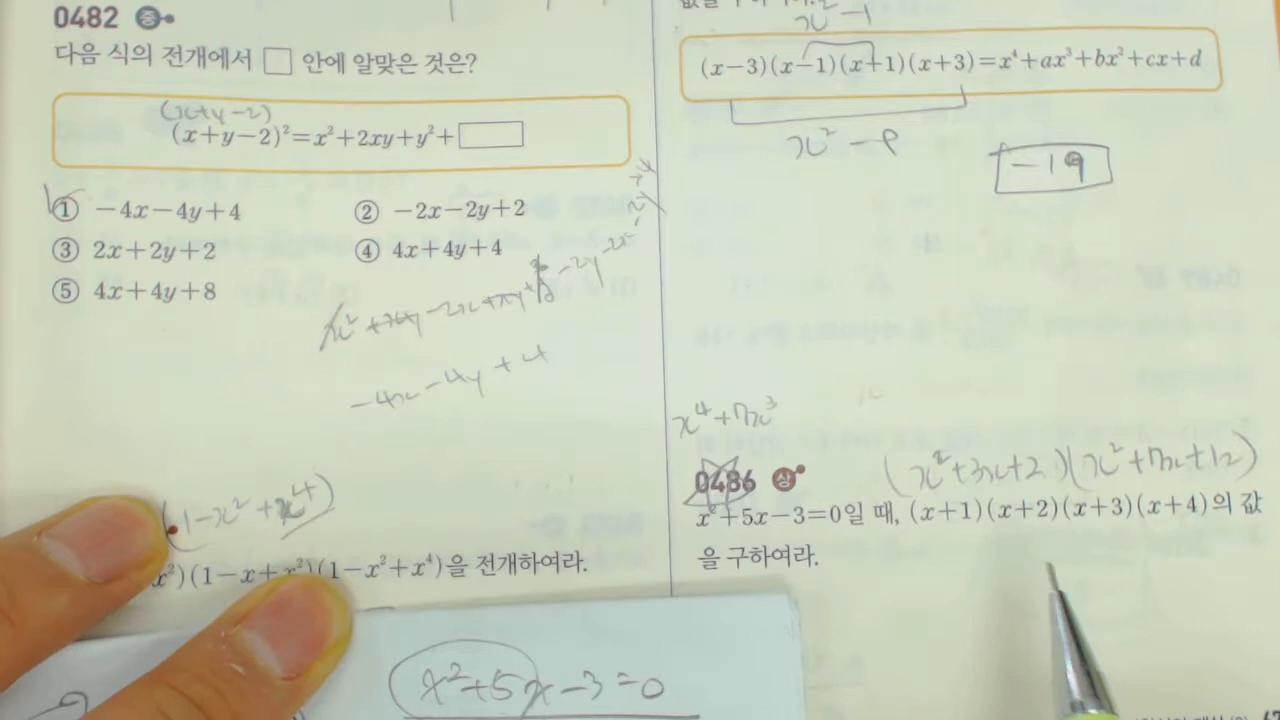 0482 중
다음 식의 전개에서 □ 안에 알맞은 것은?
(x+y-2)
(x+y-2)²=x²+2xy+y²+□
① -4x-4y+4
② -2x-2y+2
③ 2x+2y+2
④ 4x+4y+4
⑤ 4x+4y+8
-4x-4y+4
(1-x²+x⁴)
x²)(1-x+x²)(1-x²+x⁴)을 전개하여라.
x²+5x-3=0
x²-1
(x-3)(x-1)(x+1)(x+3)=x⁴+ax³+bx²+cx+d
x²-9
-19
x⁴+7x³
0486 상
(x²+3x+2)(x²+7x+12)
x²+5x-3=0일 때, (x+1)(x+2)(x+3)(x+4)의 값
을 구하여라.